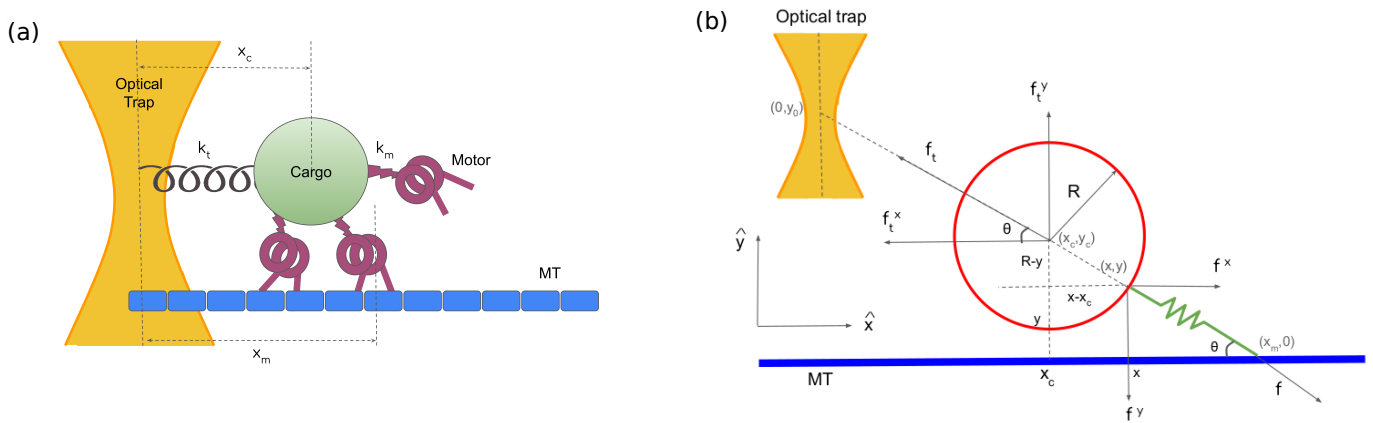 (a)
x_c
Optical
Trap
k_t
k_m
Cargo
Motor
MT
x_m
(b)
Optical trap
(0,y_0)
f_t^y
f_t
R
f_t^x
θ
(x_c,y_c)
ŷ
R-y
(x,y)
f^x
x-x_c
x̂
y
θ
(x_m,0)
MT
x_c
x
f
f^y